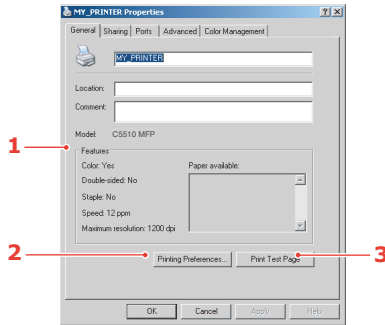 MY_PRINTER Properties
General Sharing Ports Advanced Color Management
MY_PRINTER
Location:
Comment:
Model: C5510 MFP
1
Features
Color: Yes Paper available:
Double-sided: No
Staple: No
Speed: 12 ppm
Maximum resolution: 1200 dpi
2 Printing Preferences... Print Test Page 3
OK Cancel Apply Help